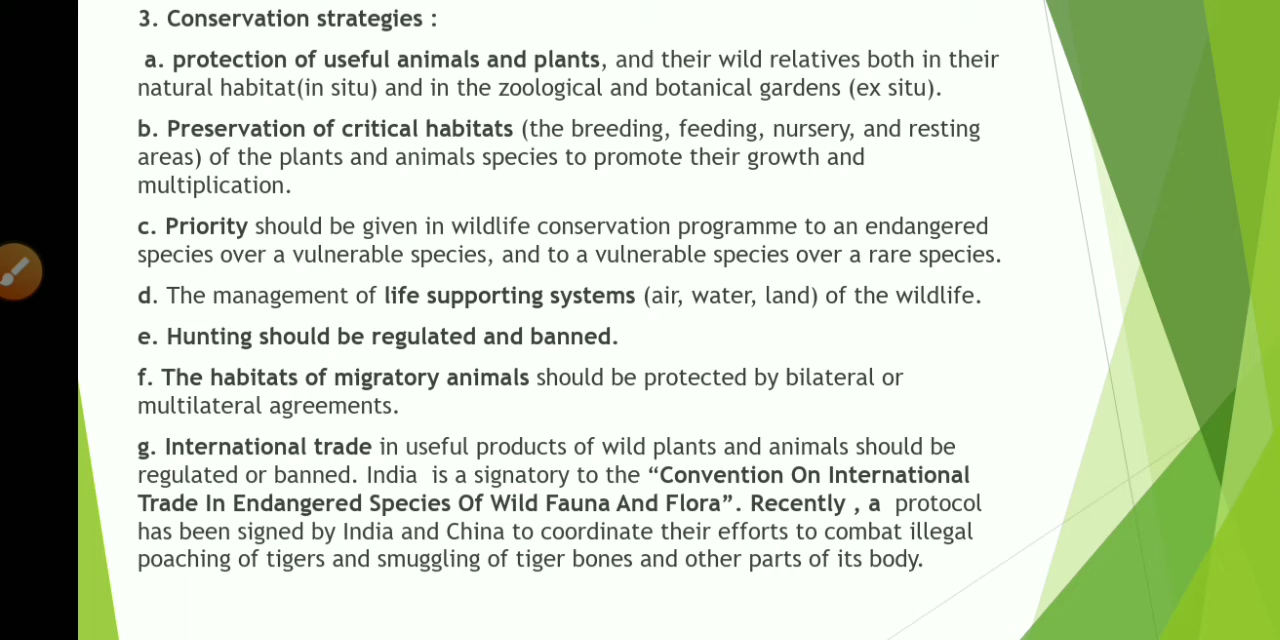 3. Conservation strategies :
a. protection of useful animals and plants, and their wild relatives both in their
natural habitat(in situ) and in the zoological and botanical gardens (ex situ).
b. Preservation of critical habitats (the breeding, feeding, nursery, and resting
areas) of the plants and animals species to promote their growth and
multiplication.
c. Priority should be given in wildlife conservation programme to an endangered
species over a vulnerable species, and to a vulnerable species over a rare species.
d. The management of life supporting systems (air, water, land) of the wildlife.
e. Hunting should be regulated and banned.
f. The habitats of migratory animals should be protected by bilateral or
multilateral agreements.
g. International trade in useful products of wild plants and animals should be
regulated or banned. India  is a signatory to the “Convention On International
Trade In Endangered Species Of Wild Fauna And Flora”. Recently , a  protocol
has been signed by India and China to coordinate their efforts to combat illegal
poaching of tigers and smuggling of tiger bones and other parts of its body.